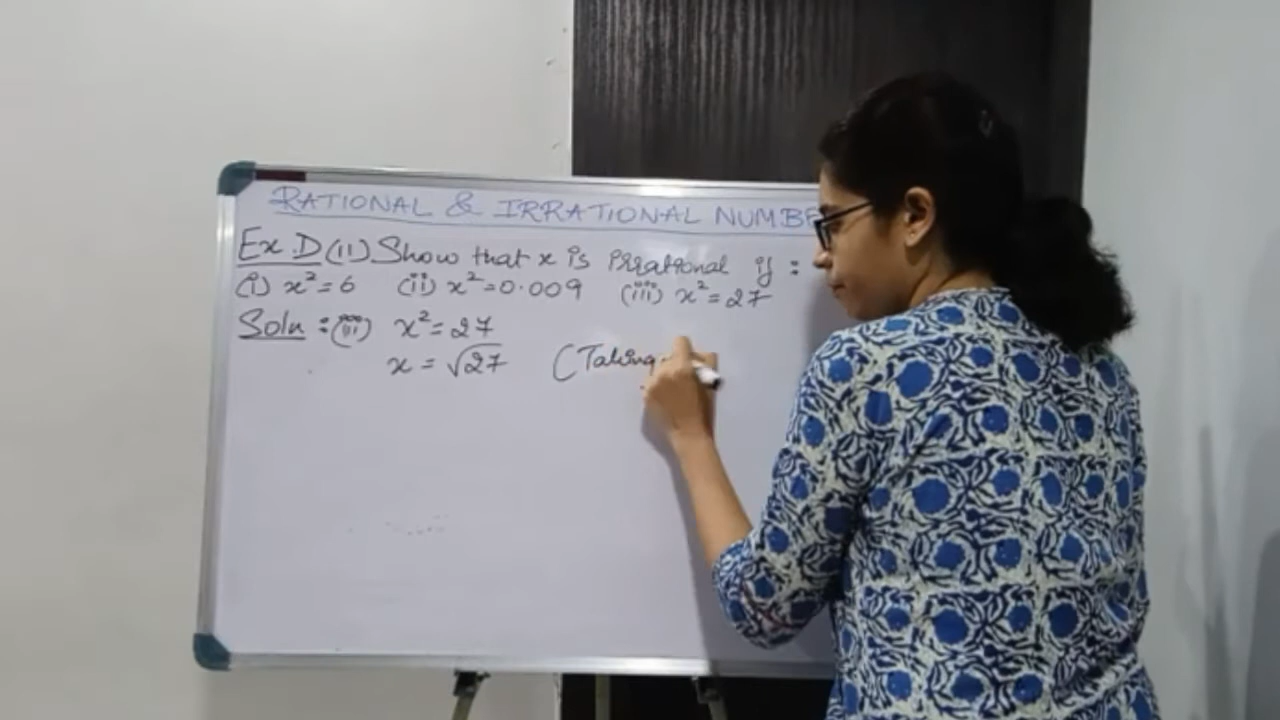 RATIONAL & IRRATIONAL NUMBE
Ex.D (11) Show that x is irrational if :
(i) x² = 6 (ii) x² = 0.009 (iii) x² = 27
Soln : (iii) x² = 27
x = √27 (Taking